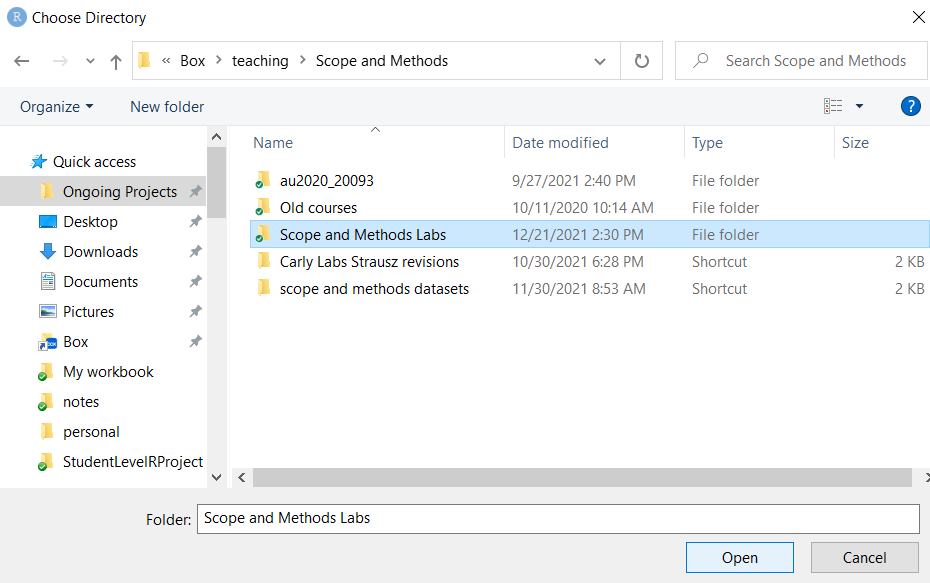 R Choose Directory
« Box > teaching > Scope and Methods
Search Scope and Methods
Organize New folder
?
Name Date modified Type Size
Quick access
Ongoing Projects
Desktop
Downloads
Documents
Pictures
Box
My workbook
notes
personal
StudentLevelRProject
au2020_20093 9/27/2021 2:40 PM File folder
Old courses 10/11/2020 10:14 AM File folder
Scope and Methods Labs 12/21/2021 2:30 PM File folder
Carly Labs Strausz revisions 10/30/2021 6:28 PM Shortcut 2 KB
scope and methods datasets 11/30/2021 8:53 AM Shortcut 2 KB
Folder: Scope and Methods Labs
Open Cancel